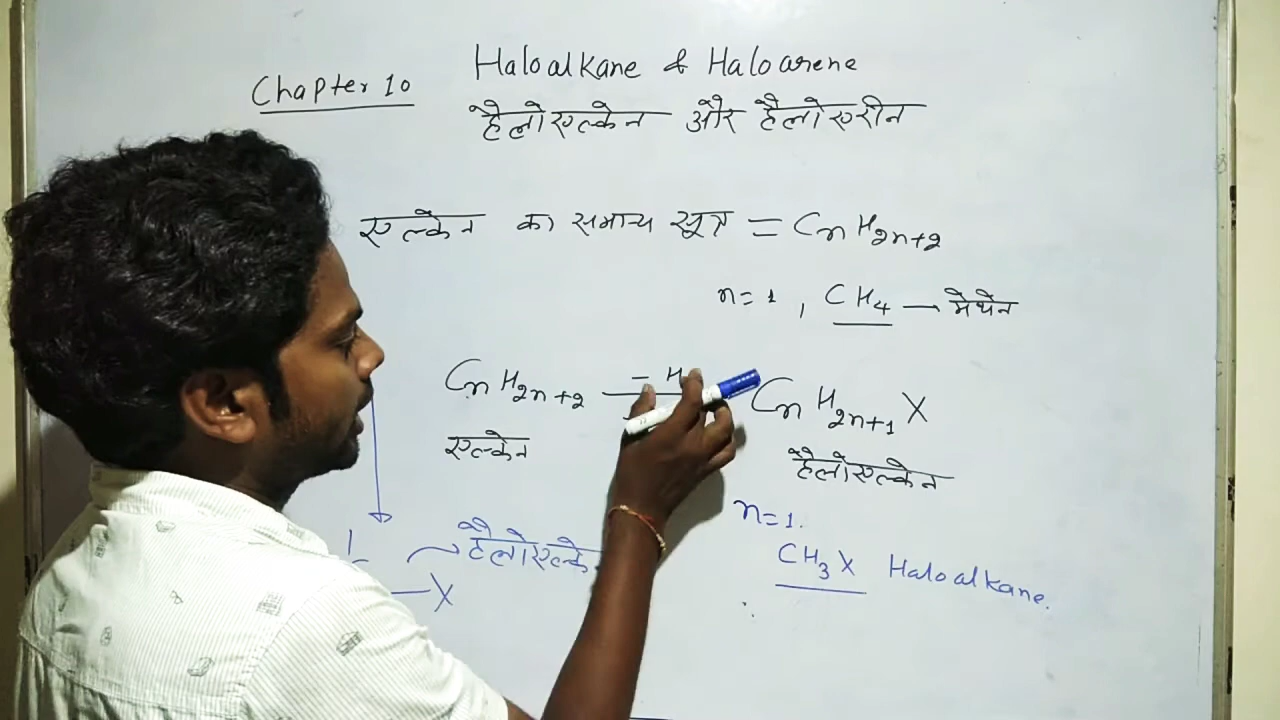 Chapter 10
Haloalkane & Haloarene
हैलोएल्केन और हैलोएरीन
एल्केन का समान्य सूत्र = CnH2n+2
n=1, CH4 — मेथेन
CnH2n+2 — H CnH2n+1X
एल्केन हैलोएल्केन
n=1.
हैलोएल्के
—X
CH3X Haloalkane.